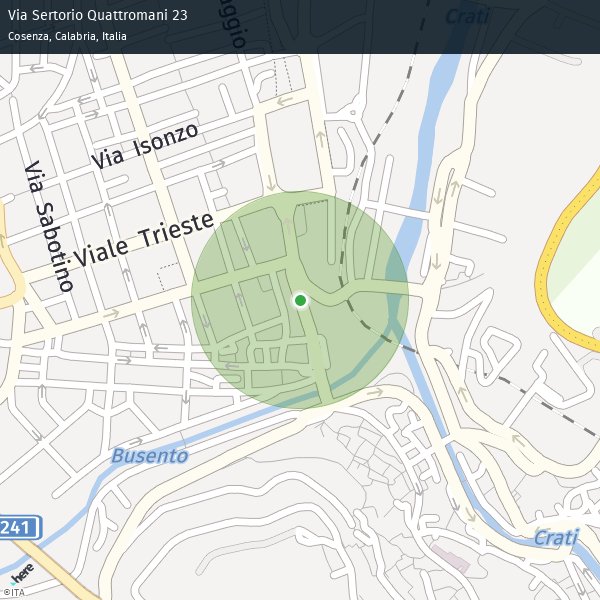 Via Sertorio Quattromani 23
Cosenza, Calabria, Italia
aggio
Crati
Via Isonzo
Via Sabotino
Viale Trieste
Busento
241
Crati
here
©ITA